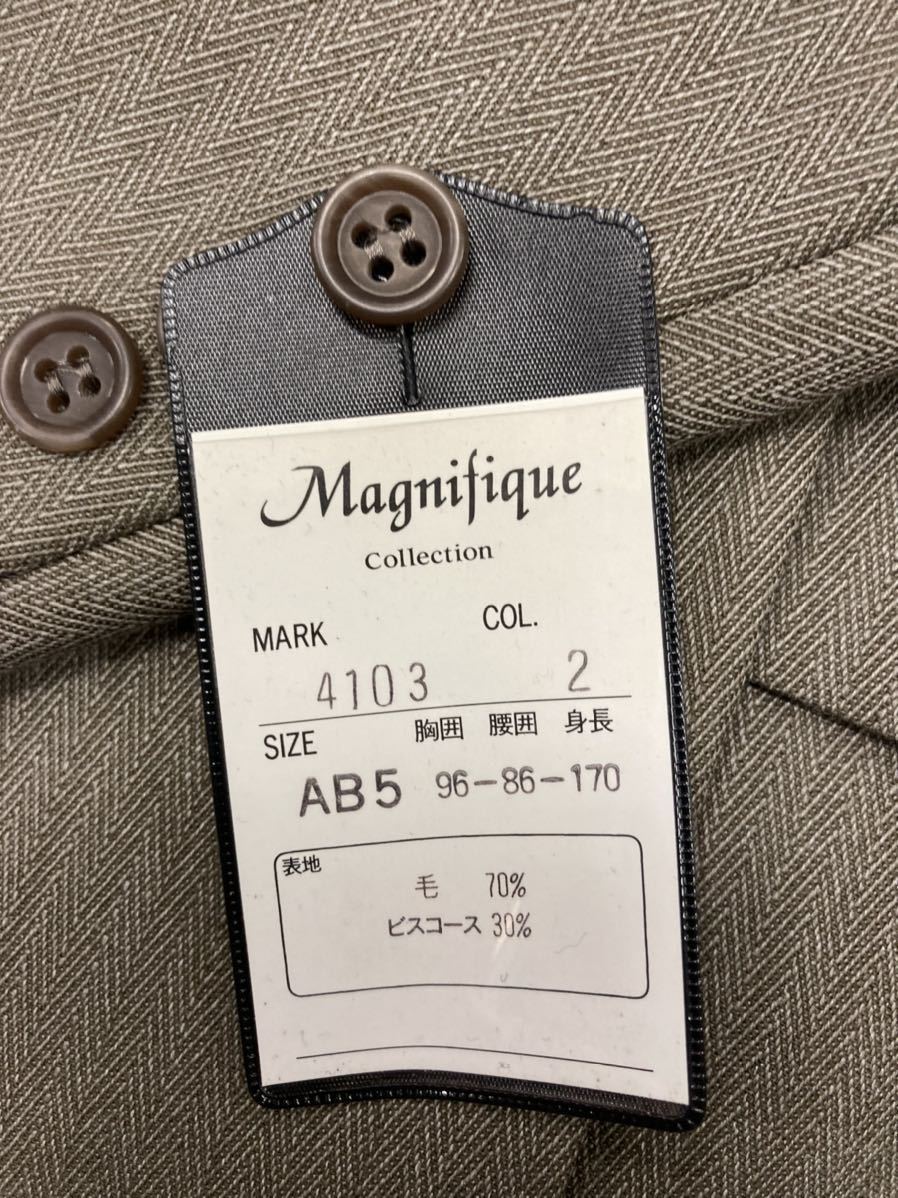 Magnifique
Collection
MARK COL.
4103 2
SIZE 胸囲 腰囲 身長
AB5 96-86-170
表地
毛 70%
ビスコース 30%